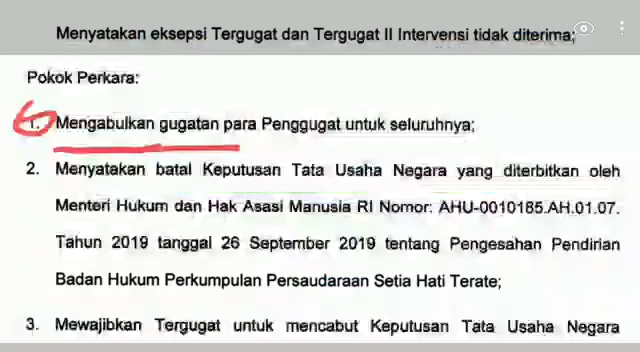 Menyatakan eksepsi Tergugat dan Tergugat II Intervensi tidak diterima;
Pokok Perkara:
1. Mengabulkan gugatan para Penggugat untuk seluruhnya;
2. Menyatakan batal Keputusan Tata Usaha Negara yang diterbitkan oleh
Menteri Hukum dan Hak Asasi Manusia RI Nomor: AHU-0010185.AH.01.07.
Tahun 2019 tanggal 26 September 2019 tentang Pengesahan Pendirian
Badan Hukum Perkumpulan Persaudaraan Setia Hati Terate;
3. Mewajibkan Tergugat untuk mencabut Keputusan Tata Usaha Negara